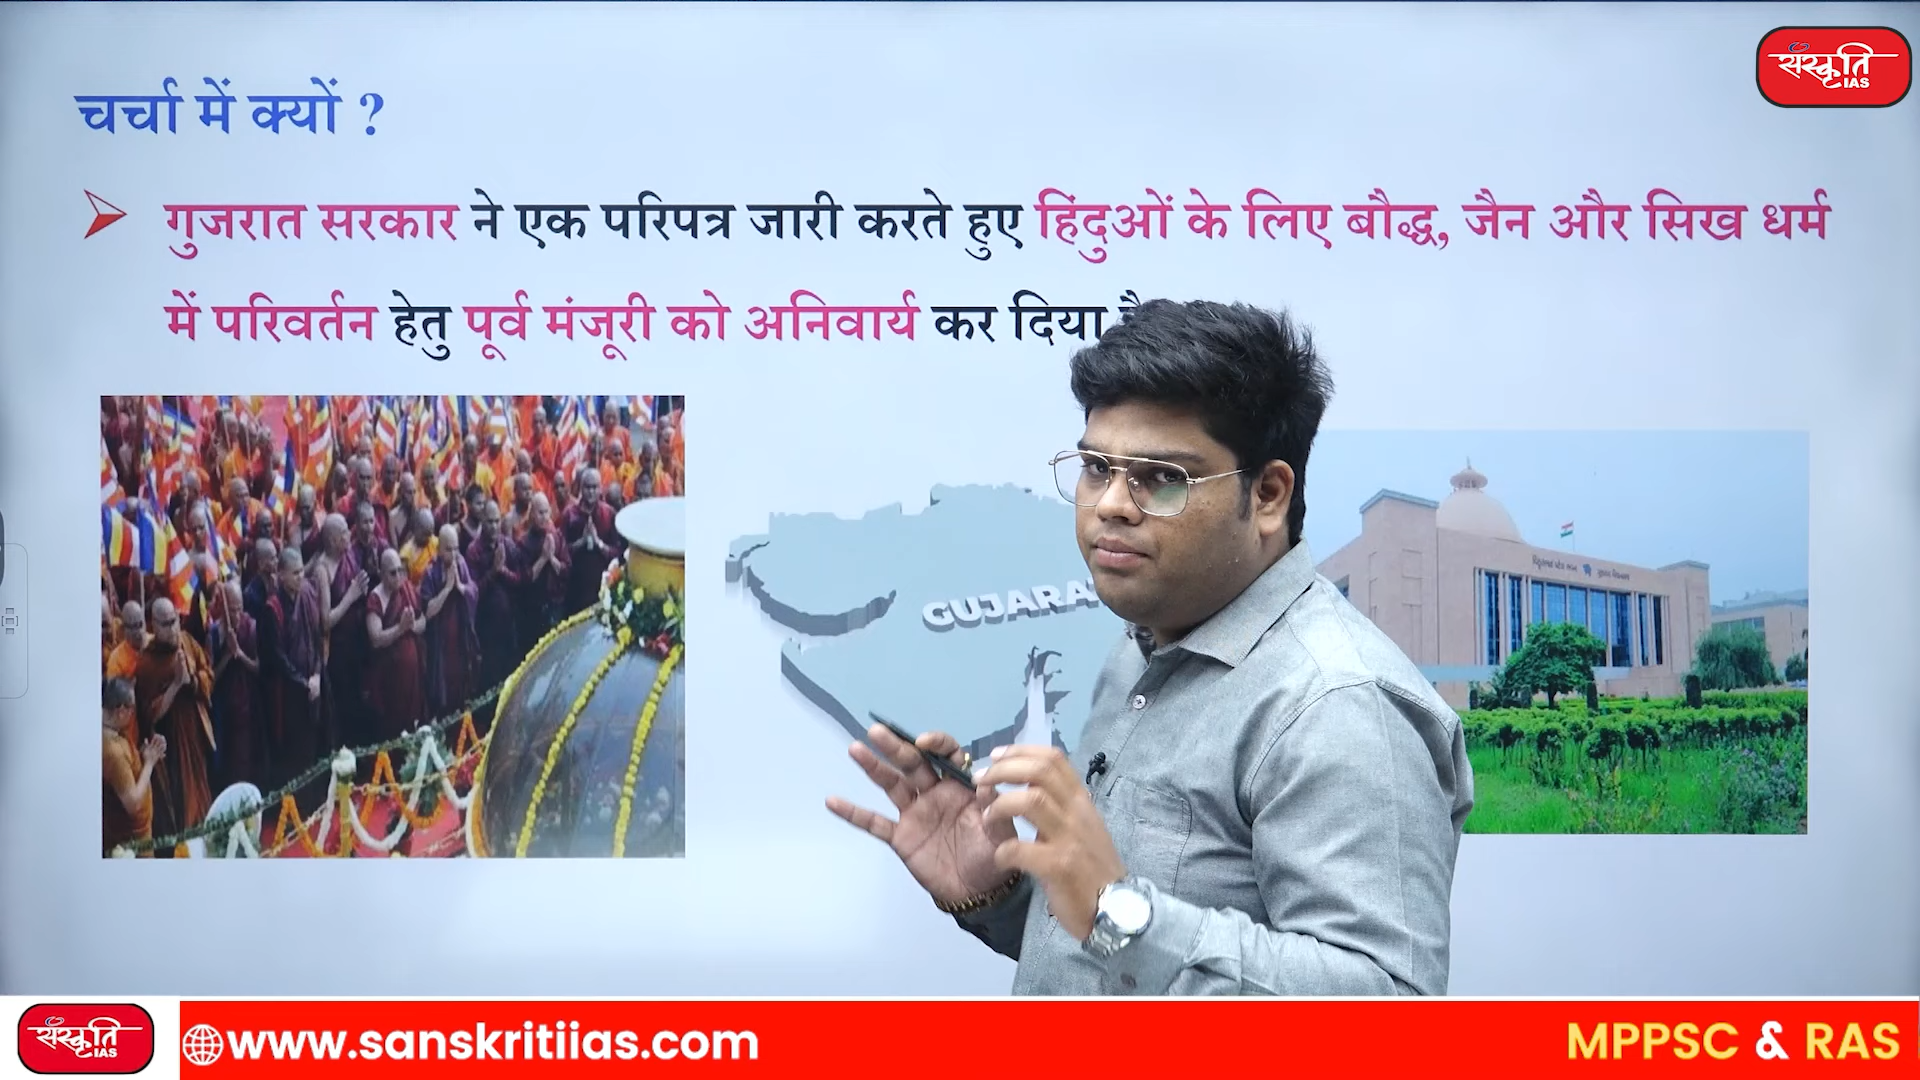 संस्कृति
IAS
चर्चा में क्यों ?
गुजरात सरकार ने एक परिपत्र जारी करते हुए हिंदुओं के लिए बौद्ध, जैन और सिख धर्म
में परिवर्तन हेतु पूर्व मंजूरी को अनिवार्य कर दिया
संस्कृति
IAS
www.sanskritiias.com
MPPSC & RAS